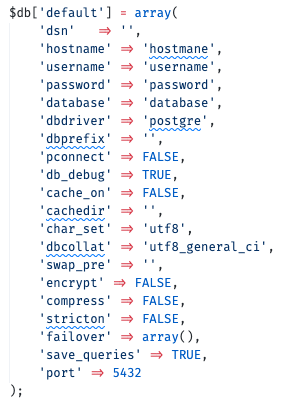 $db['default'] = array(
    'dsn'   => '',
    'hostname' => 'hostmane',
    'username' => 'username',
    'password' => 'password',
    'database' => 'database',
    'dbdriver' => 'postgre',
    'dbprefix' => '',
    'pconnect' => FALSE,
    'db_debug' => TRUE,
    'cache_on' => FALSE,
    'cachedir' => '',
    'char_set' => 'utf8',
    'dbcollat' => 'utf8_general_ci',
    'swap_pre' => '',
    'encrypt' => FALSE,
    'compress' => FALSE,
    'stricton' => FALSE,
    'failover' => array(),
    'save_queries' => TRUE,
    'port' => 5432
);